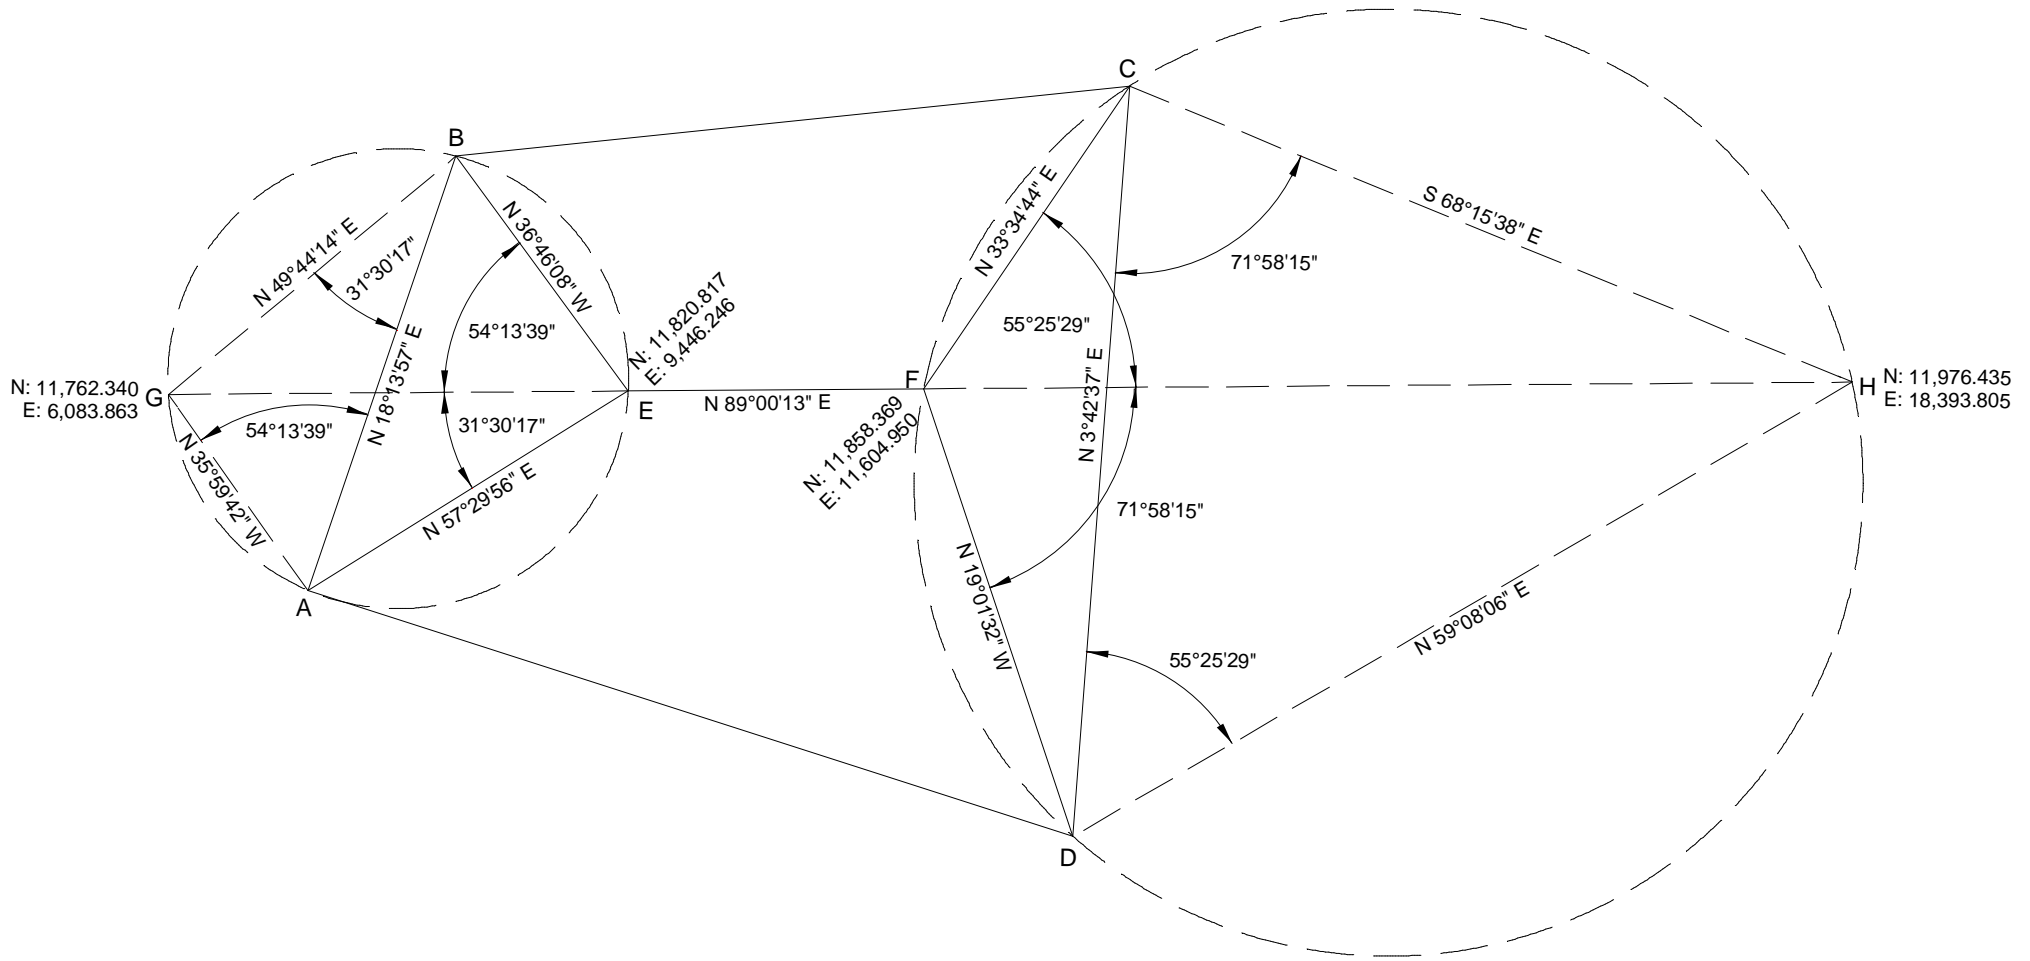 C
B
S 68°15'38" E
N 33°34'44" E
N 36°46'08" W
N 49°44'14" E
31°30'17"
71°58'15"
N: 11,820.817
E: 9,446.246
54°13'39"
55°25'29"
N 18°13'57" E
N 3°42'37" E
F
N: 11,762.340
E: 6,083.863
G
E
N 89°00'13" E
H
N: 11,976.435
E: 18,393.805
54°13'39"
31°30'17"
N: 11,858.369
E: 11,604.950
N 35°59'42" W
N 57°29'56" E
71°58'15"
N 19°01'32" W
A
N 59°08'06" E
55°25'29"
D